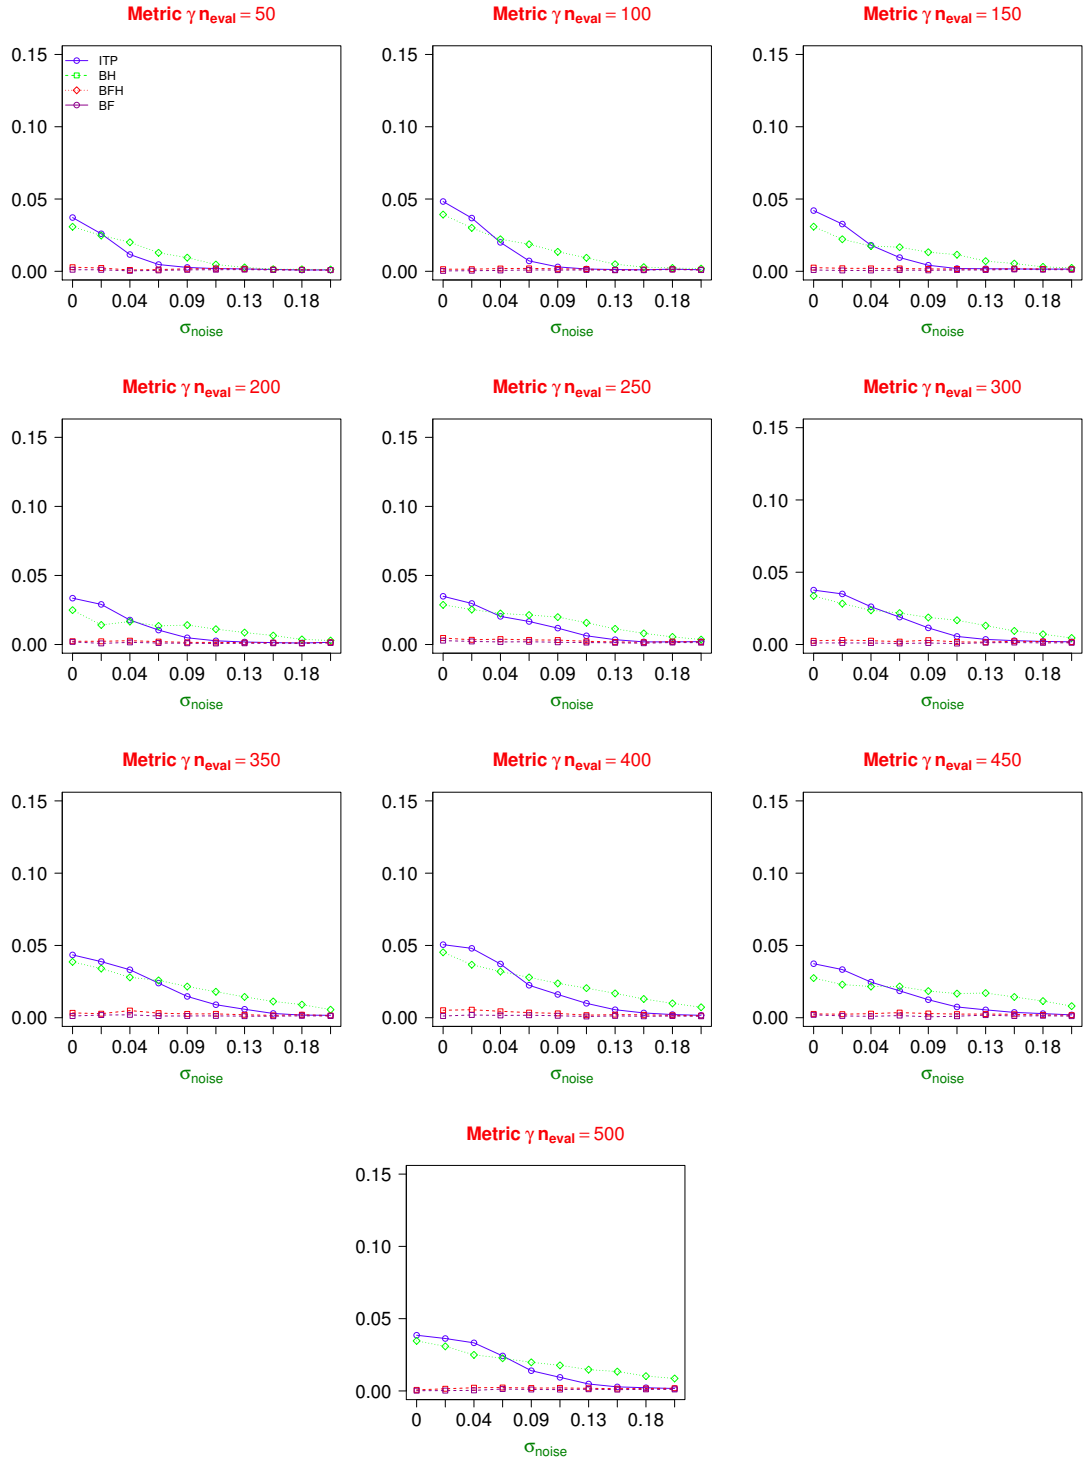 Metric γ n_eval = 50
0.15
0.10
0.05
0.00
ITP
BH
BFH
BF
0 0.04 0.09 0.13 0.18
σ_noise
Metric γ n_eval = 100
0.15
0.10
0.05
0.00
0 0.04 0.09 0.13 0.18
σ_noise
Metric γ n_eval = 150
0.15
0.10
0.05
0.00
0 0.04 0.09 0.13 0.18
σ_noise
Metric γ n_eval = 200
0.15
0.10
0.05
0.00
0 0.04 0.09 0.13 0.18
σ_noise
Metric γ n_eval = 250
0.15
0.10
0.05
0.00
0 0.04 0.09 0.13 0.18
σ_noise
Metric γ n_eval = 300
0.15
0.10
0.05
0.00
0 0.04 0.09 0.13 0.18
σ_noise
Metric γ n_eval = 350
0.15
0.10
0.05
0.00
0 0.04 0.09 0.13 0.18
σ_noise
Metric γ n_eval = 400
0.15
0.10
0.05
0.00
0 0.04 0.09 0.13 0.18
σ_noise
Metric γ n_eval = 450
0.15
0.10
0.05
0.00
0 0.04 0.09 0.13 0.18
σ_noise
Metric γ n_eval = 500
0.15
0.10
0.05
0.00
0 0.04 0.09 0.13 0.18
σ_noise